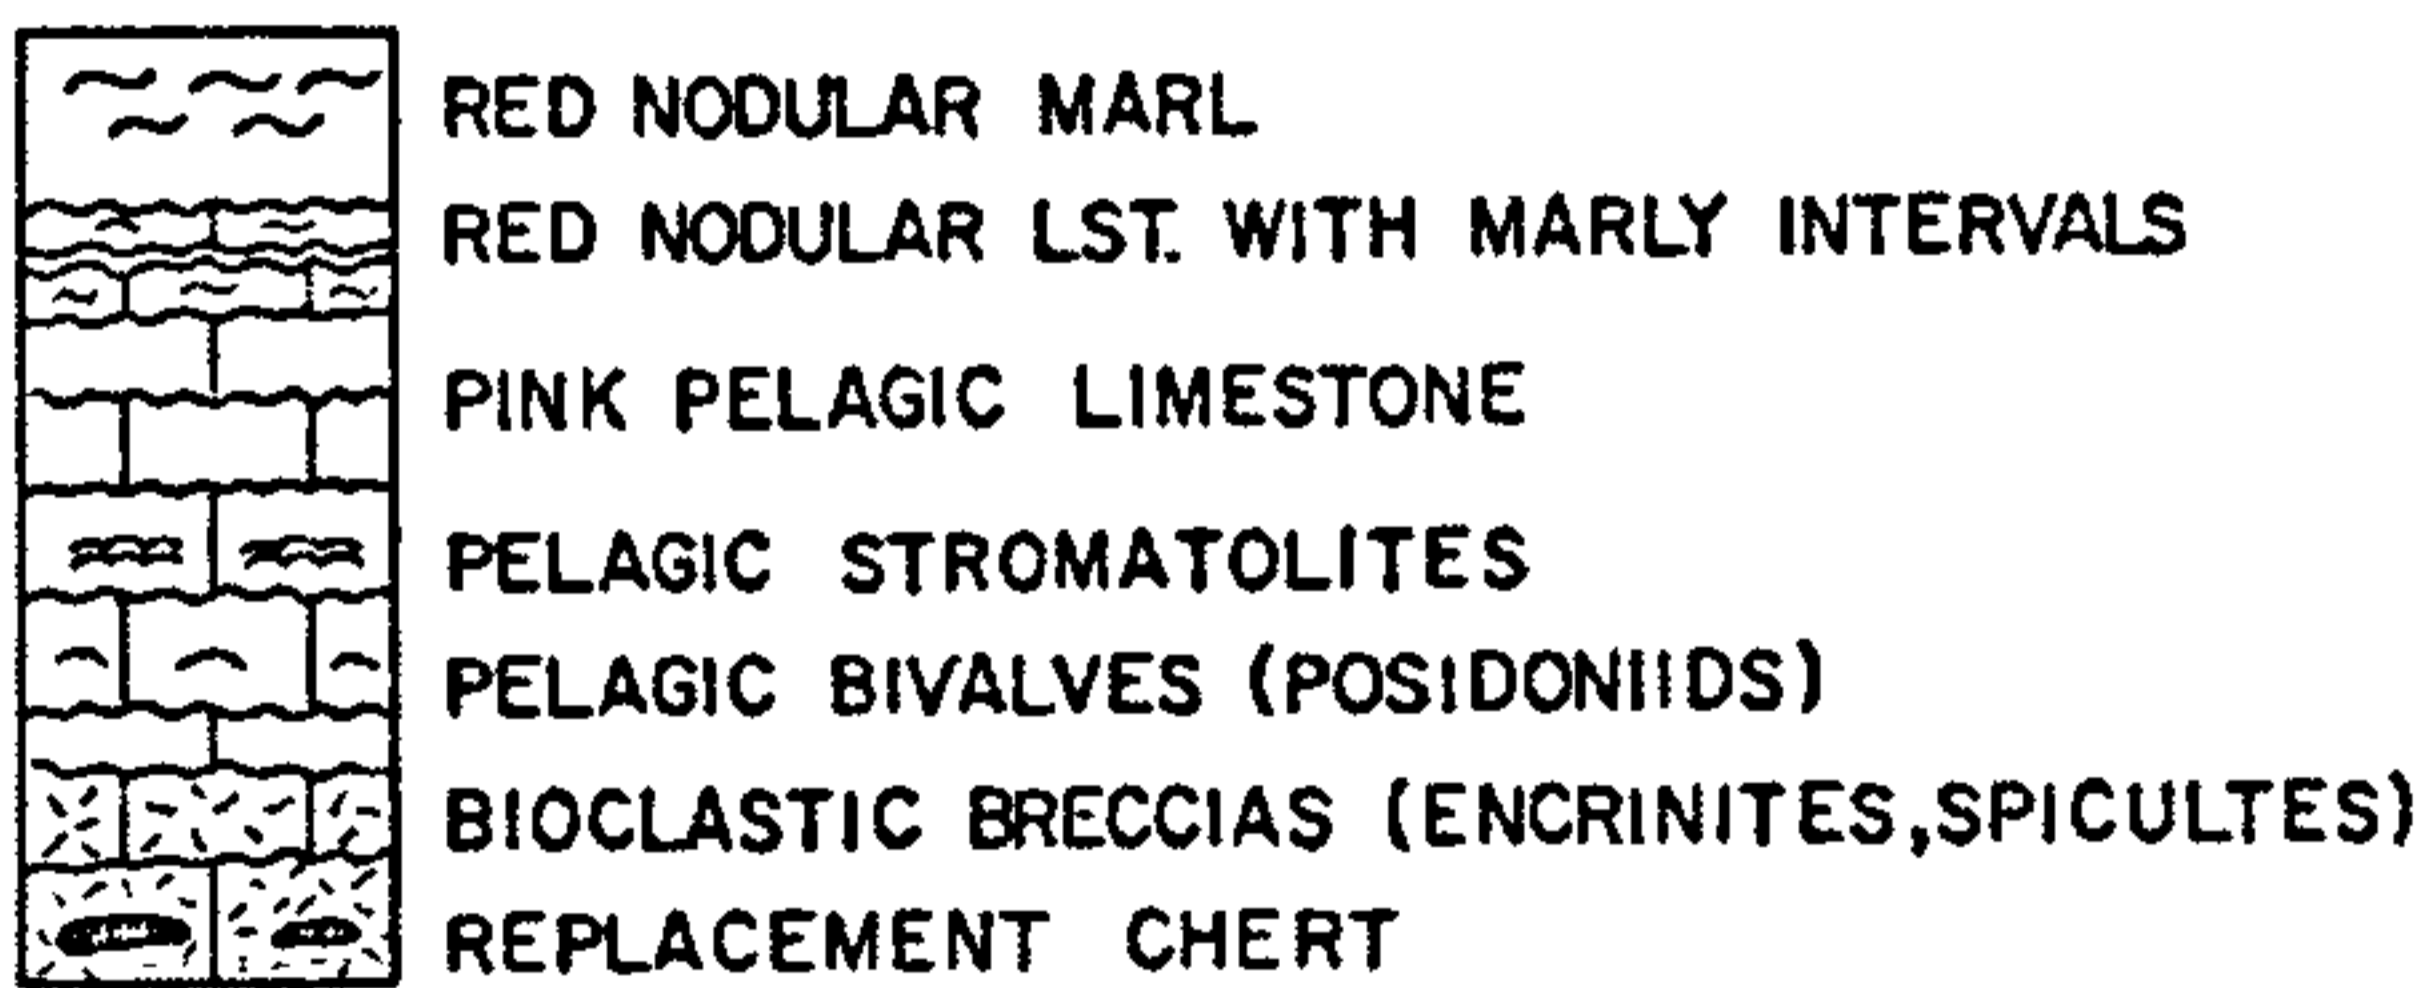 RED NODULAR MARL
RED NODULAR LST. WITH MARLY INTERVALS
PINK PELAGIC LIMESTONE
PELAGIC STROMATOLITES
PELAGIC BIVALVES (POSIDONIIDS)
BIOCLASTIC BRECCIAS (ENCRINITES,SPICULTES)
REPLACEMENT CHERT